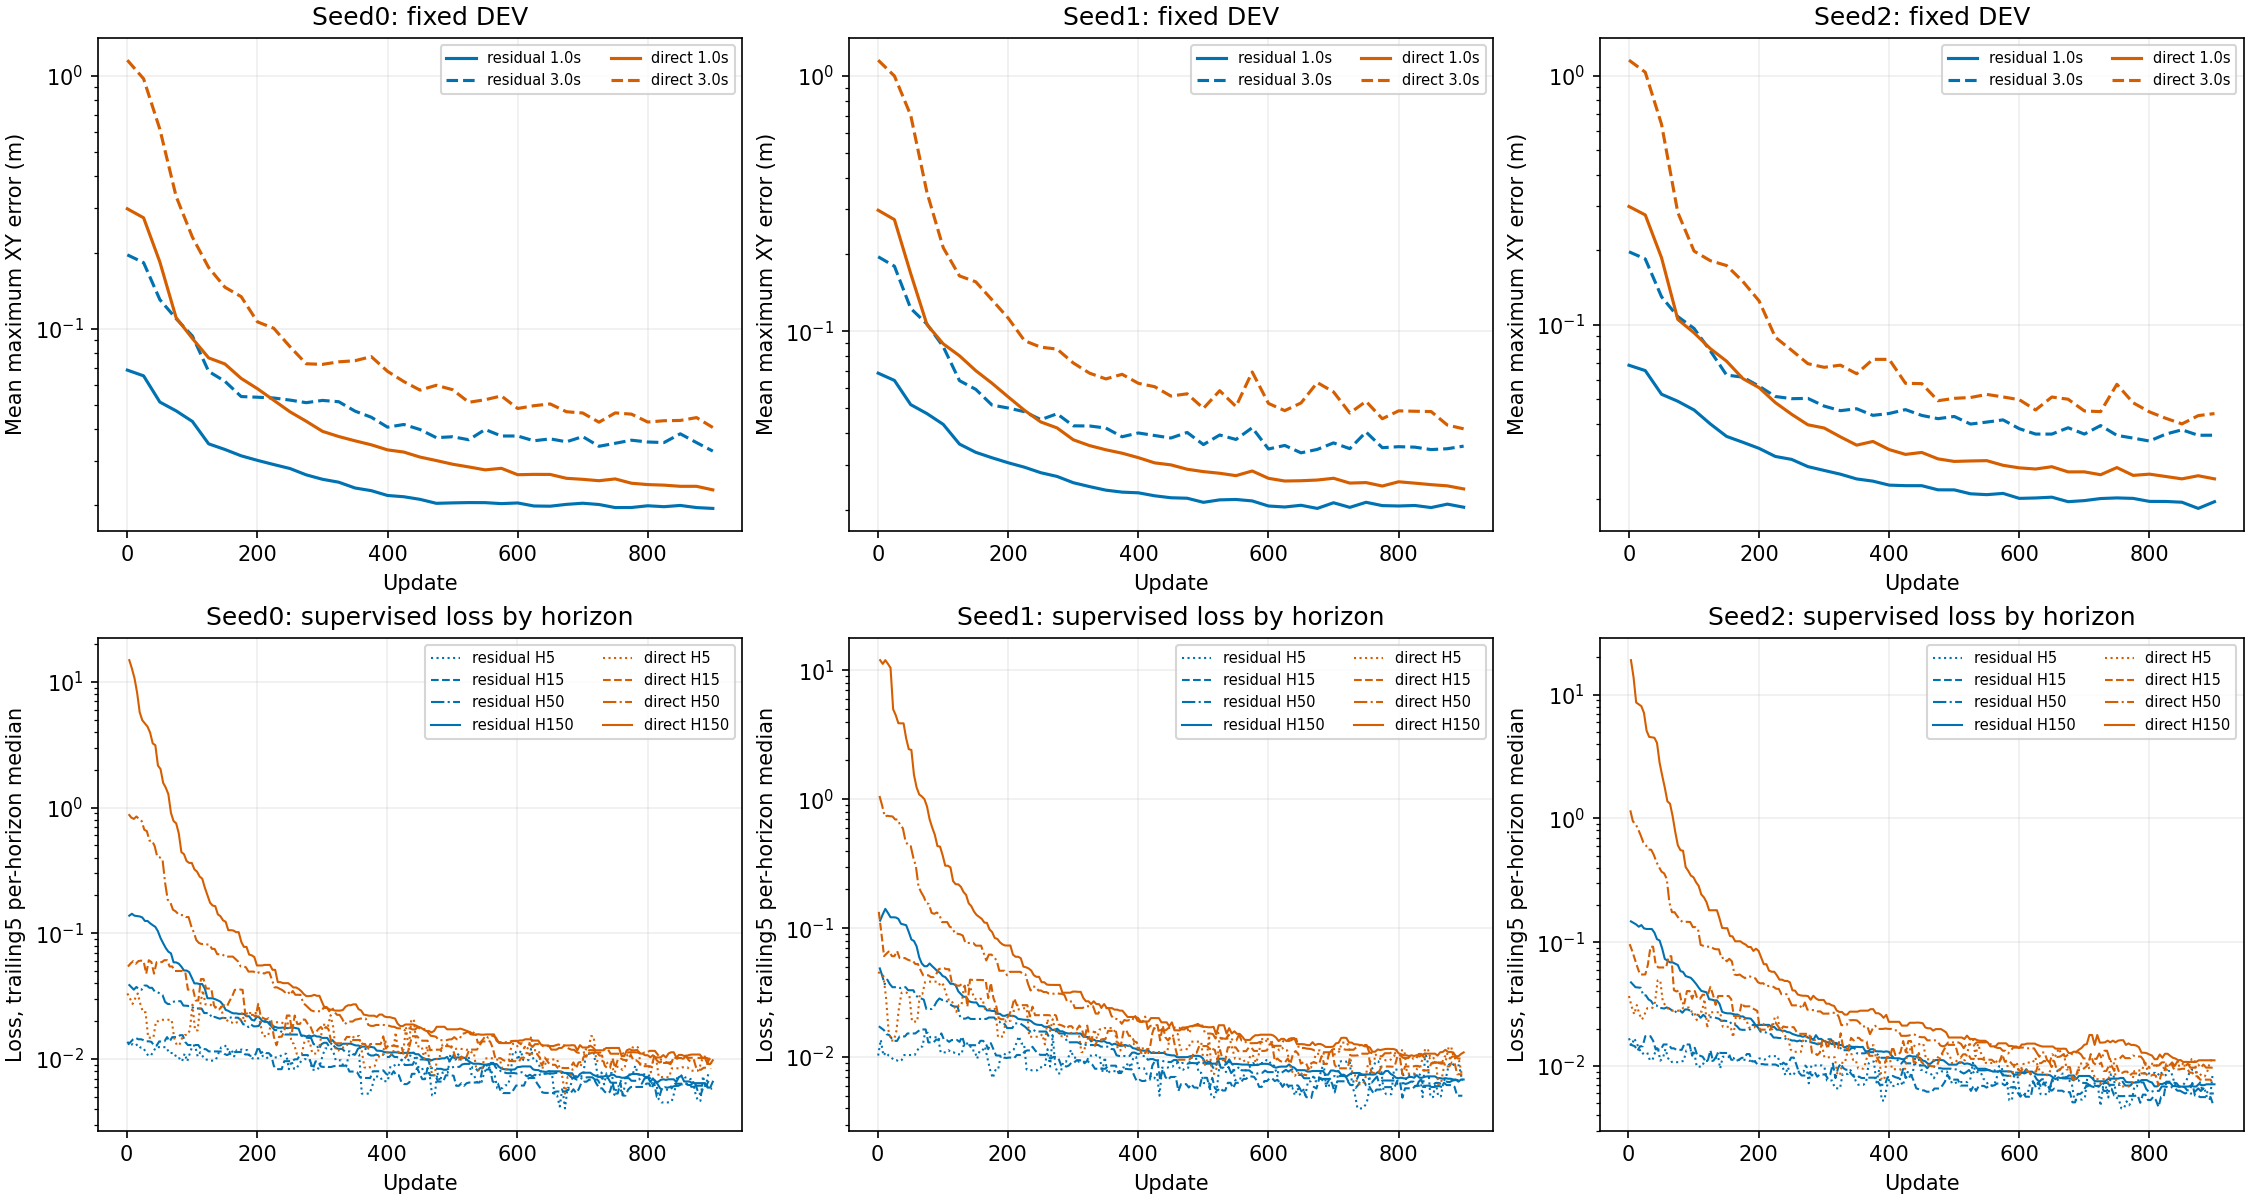 Seed0: fixed DEV
Mean maximum XY error (m)
10^0
10^-1
residual 1.0s direct 1.0s
residual 3.0s direct 3.0s
0 200 400 600 800
Update
Seed1: fixed DEV
Mean maximum XY error (m)
10^0
10^-1
residual 1.0s direct 1.0s
residual 3.0s direct 3.0s
0 200 400 600 800
Update
Seed2: fixed DEV
Mean maximum XY error (m)
10^0
10^-1
residual 1.0s direct 1.0s
residual 3.0s direct 3.0s
0 200 400 600 800
Update
Seed0: supervised loss by horizon
Loss, trailing5 per-horizon median
10^1
10^0
10^-1
10^-2
residual H5 direct H5
residual H15 direct H15
residual H50 direct H50
residual H150 direct H150
0 200 400 600 800
Update
Seed1: supervised loss by horizon
Loss, trailing5 per-horizon median
10^1
10^0
10^-1
10^-2
residual H5 direct H5
residual H15 direct H15
residual H50 direct H50
residual H150 direct H150
0 200 400 600 800
Update
Seed2: supervised loss by horizon
Loss, trailing5 per-horizon median
10^1
10^0
10^-1
10^-2
residual H5 direct H5
residual H15 direct H15
residual H50 direct H50
residual H150 direct H150
0 200 400 600 800
Update